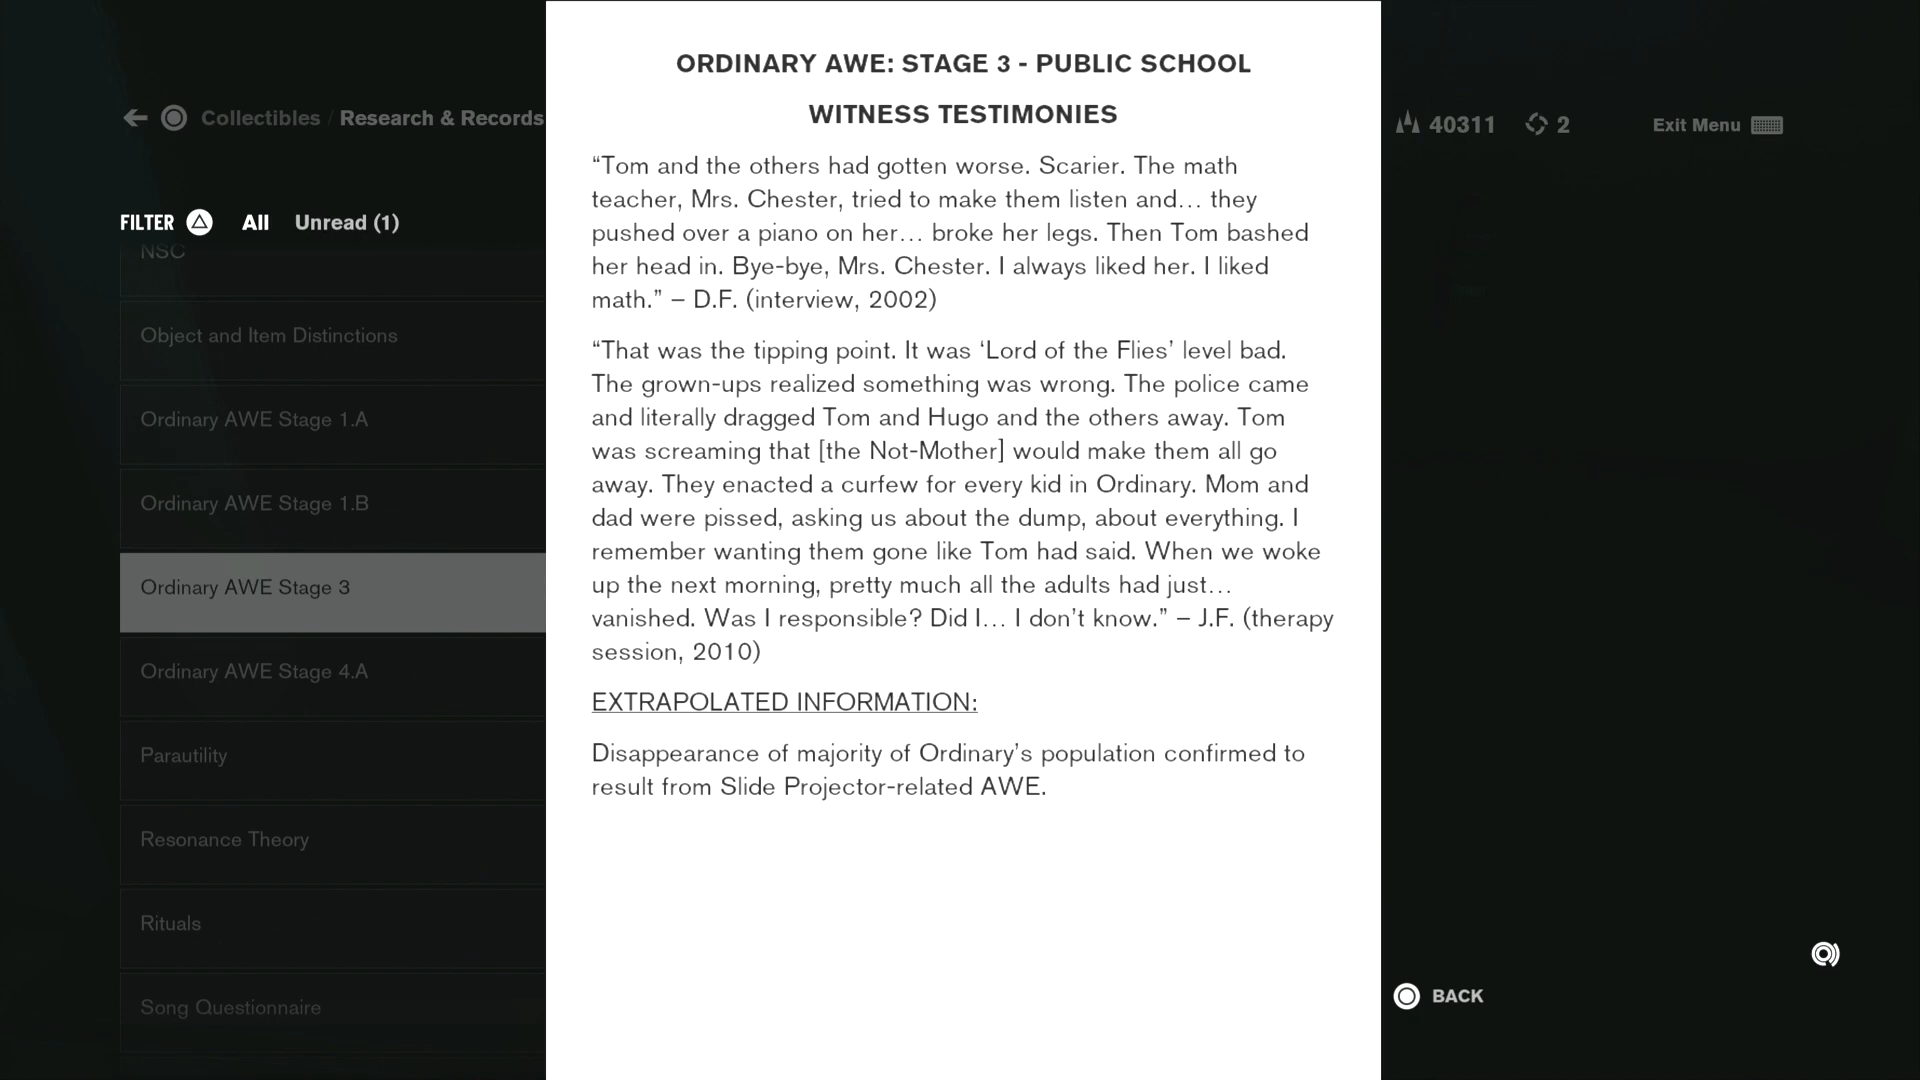 ORDINARY AWE: STAGE 3 - PUBLIC SCHOOL
WITNESS TESTIMONIES
Collectibles / Research & Records
40311
2
Exit Menu
FILTER All Unread (1)
NSC
Object and Item Distinctions
Ordinary AWE Stage 1.A
Ordinary AWE Stage 1.B
Ordinary AWE Stage 3
Ordinary AWE Stage 4.A
Parautility
Resonance Theory
Rituals
Song Questionnaire
“Tom and the others had gotten worse. Scarier. The math
teacher, Mrs. Chester, tried to make them listen and… they
pushed over a piano on her… broke her legs. Then Tom bashed
her head in. Bye-bye, Mrs. Chester. I always liked her. I liked
math.” – D.F. (interview, 2002)
“That was the tipping point. It was ‘Lord of the Flies’ level bad.
The grown-ups realized something was wrong. The police came
and literally dragged Tom and Hugo and the others away. Tom
was screaming that [the Not-Mother] would make them all go
away. They enacted a curfew for every kid in Ordinary. Mom and
dad were pissed, asking us about the dump, about everything. I
remember wanting them gone like Tom had said. When we woke
up the next morning, pretty much all the adults had just…
vanished. Was I responsible? Did I… I don’t know.” – J.F. (therapy
session, 2010)
EXTRAPOLATED INFORMATION:
Disappearance of majority of Ordinary’s population confirmed to
result from Slide Projector-related AWE.
BACK